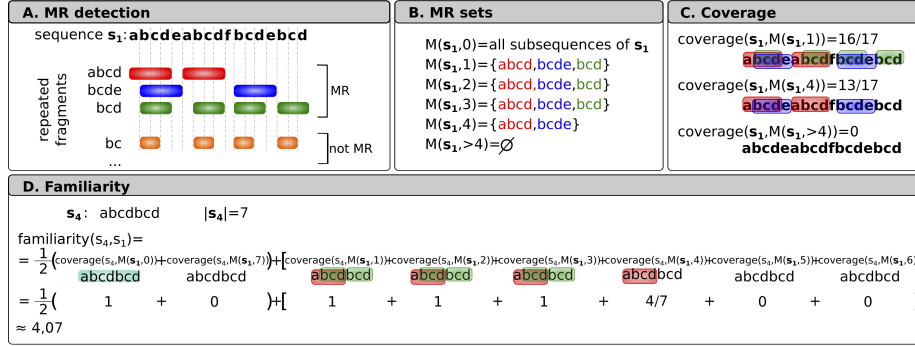 A. MR detection
sequence s1:abcdeabcdfbcdebcd
abcd
bcde
bcd
bc
...
repeated
fragments
MR
not MR
B. MR sets
M(s1,0)=all subsequences of s1
M(s1,1)={abcd,bcde,bcd}
M(s1,2)={abcd,bcde,bcd}
M(s1,3)={abcd,bcde,bcd}
M(s1,4)={abcd,bcde}
M(s1,>4)=∅
C. Coverage
coverage(s1,M(s1,1))=16/17
abcdeabcdfbcdebcd
coverage(s1,M(s1,4))=13/17
abcdeabcdfbcdebcd
coverage(s1,M(s1,>4))=0
abcdeabcdfbcdebcd
D. Familiarity
s4: abcdbcd |s4|=7
familiarity(s4,s1)=
= 1/2(coverage(s4,M(s1,0))+coverage(s4,M(s1,7)))+[coverage(s4,M(s1,1))+coverage(s4,M(s1,2))+coverage(s4,M(s1,3))+coverage(s4,M(s1,4))+coverage(s4,M(s1,5))+coverage(s4,M(s1,6)
abcdbcd abcdbcd abcdbcd abcdbcd abcdbcd abcdbcd abcdbcd abcdbcd
= 1/2( 1 + 0 )+[ 1 + 1 + 1 + 4/7 + 0 + 0
≈ 4,07